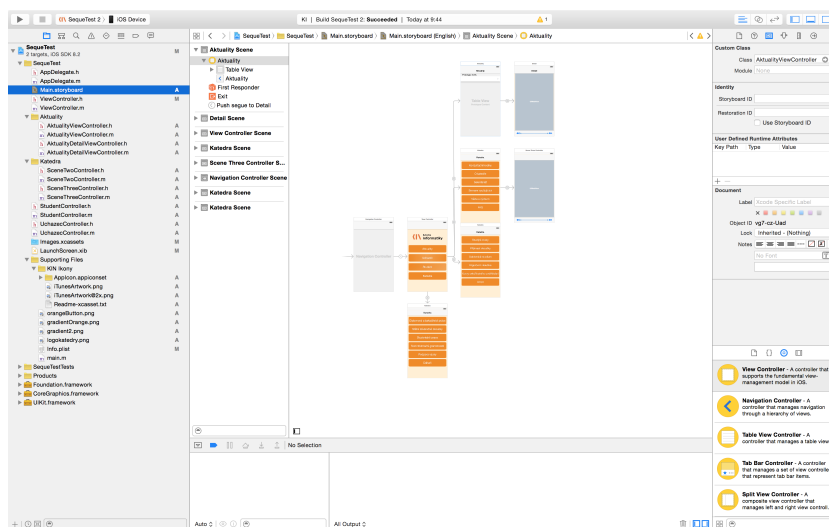 SequeTest 2 〉 iOS Device
KI | Build SequeTest 2: Succeeded | Today at 9:44
1
SequeTest
2 targets, iOS SDK 8.2
M
SequeTest
AppDelegate.h
A
AppDelegate.m
A
Main.storyboard
A
ViewController.h
M
ViewController.m
Aktuality
AktualityViewController.h
A
AktualityViewController.m
A
AktualityDetailViewController.h
A
AktualityDetailViewController.m
A
Katedra
SceneTwoController.h
A
SceneTwoController.m
A
SceneThreeController.h
A
SceneThreeController.m
A
StudentController.h
A
StudentController.m
A
UchazecController.h
A
UchazecController.m
A
Images.xcassets
M
LaunchScreen.xib
M
Supporting Files
KIN Ikony
AppIcon.appiconset
A
iTunesArtwork.png
A
iTunesArtwork@2x.png
A
Readme-xcasset.txt
A
orangeButton.png
A
gradientOrange.png
A
gradient2.png
A
logokatedry.png
A
Info.plist
M
main.m
SequeTestTests
Products
Foundation.framework
CoreGraphics.framework
UIKit.framework
SequeTest 〉 SequeTest 〉 Main.storyboard 〉 Main.storyboard (English) 〉 Aktuality Scene 〉 Aktuality
Aktuality Scene
Aktuality
Table View
Aktuality
First Responder
Exit
Push segue to Detail
Detail Scene
View Controller Scene
Katedra Scene
Scene Three Controller S...
Navigation Controller Scene
Katedra Scene
Katedra Scene
informatiky
No Selection
Auto
All Output
Custom Class
Class AktualityViewController
Module None
Identity
Storyboard ID
Restoration ID
Use Storyboard ID
User Defined Runtime Attributes
Key Path Type Value
Document
Label Xcode Specific Label
Object ID vg7-cz-Uad
Lock Inherited - (Nothing)
Notes
No Font
View Controller - A controller that
supports the fundamental view-
management model in iOS.
Navigation Controller - A
controller that manages navigation
through a hierarchy of views.
Table View Controller - A
controller that manages a table view
Tab Bar Controller - A controller
that manages a set of view controlle
that represent tab bar items.
Split View Controller - A
composite view controller that
manages left and right view controll.